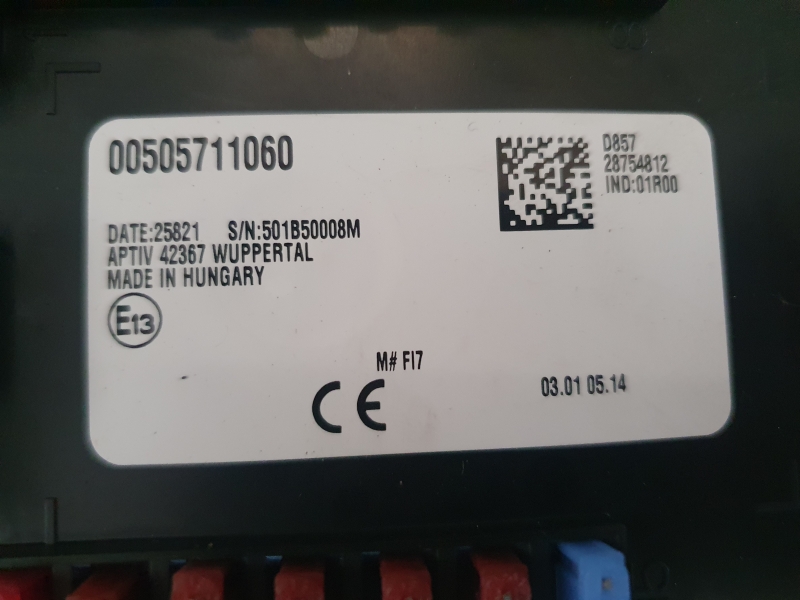 00505711060
D857
28754812
IND:01R00
DATE:25821 S/N:501B50008M
APTIV 42367 WUPPERTAL
MADE IN HUNGARY
E13
M# FI7
CE
03.01 05.14